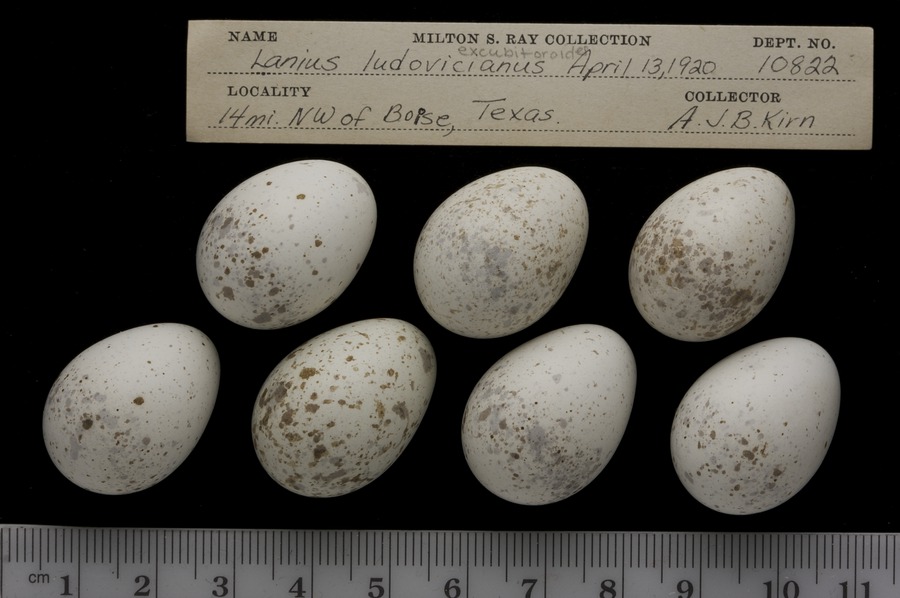 NAME MILTON S. RAY COLLECTION DEPT. NO.
excubitoroides
Lanius ludovicianus April 13, 1920 10822
LOCALITY COLLECTOR
14 mi. NW of Boise, Texas. A. J. B. Kirn
cm 1 2 3 4 5 6 7 8 9 10 11